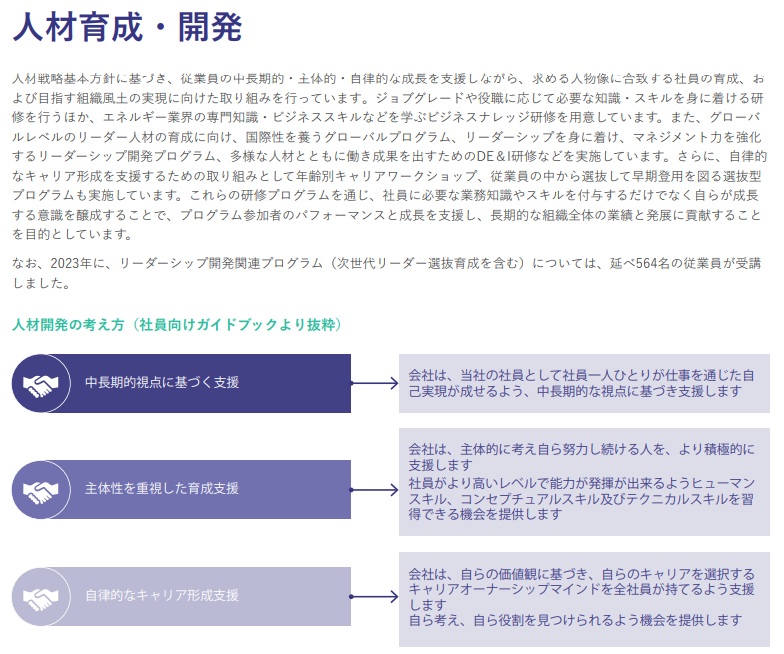 人材育成・開発
人材戦略基本方針に基づき、従業員の中長期的・主体的・自律的な成長を支援しながら、求める人物像に合致する社員の育成、お
よび目指す組織風土の実現に向けた取り組みを行っています。ジョブグレードや役職に応じて必要な知識・スキルを身に着ける研
修を行うほか、エネルギー業界の専門知識・ビジネススキルなどを学ぶビジネスナレッジ研修を用意しています。また、グローバ
ルレベルのリーダー人材の育成に向け、国際性を養うグローバルプログラム、リーダーシップを身に着け、マネジメント力を強化
するリーダーシップ開発プログラム、多様な人材とともに働き成果を出すためのDE＆I研修などを実施しています。さらに、自律的
なキャリア形成を支援するための取り組みとして年齢別キャリアワークショップ、従業員の中から選抜して早期登用を図る選抜型
プログラムも実施しています。これらの研修プログラムを通じ、社員に必要な業務知識やスキルを付与するだけでなく自らが成長
する意識を醸成することで、プログラム参加者のパフォーマンスと成長を支援し、長期的な組織全体の業績と発展に貢献すること
を目的としています。
なお、2023年に、リーダーシップ開発関連プログラム（次世代リーダー選抜育成を含む）については、延べ564名の従業員が受講
しました。
人材開発の考え方（社員向けガイドブックより抜粋）
中長期的視点に基づく支援
会社は、当社の社員として社員一人ひとりが仕事を通じた自
己実現が成せるよう、中長期的な視点に基づき支援します
主体性を重視した育成支援
会社は、主体的に考え自ら努力し続ける人を、より積極的に
支援します
社員がより高いレベルで能力が発揮が出来るようヒューマン
スキル、コンセプチュアルスキル及びテクニカルスキルを習
得できる機会を提供します
自律的なキャリア形成支援
会社は、自らの価値観に基づき、自らのキャリアを選択する
キャリアオーナーシップマインドを全社員が持てるよう支援
します
自ら考え、自ら役割を見つけられるよう機会を提供します